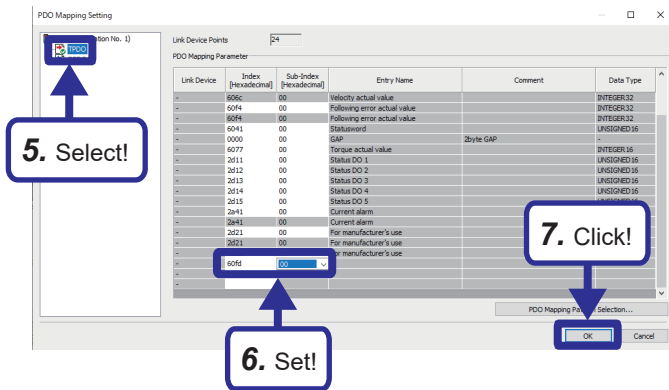 PDO Mapping Setting
tion No. 1)
TPDO
Link Device Points 24
PDO Mapping Parameter
Link Device Index [Hexadecimal] Sub-Index [Hexadecimal] Entry Name Comment Data Type
- 606c 00 Velocity actual value INTEGER32
- 60f4 00 Following error actual value INTEGER32
- 60f4 00 Following error actual value INTEGER32
- 6041 00 Statusword UNSIGNED16
- 0000 00 GAP 2byte GAP -
- 6077 00 Torque actual value INTEGER16
- 2d11 00 Status DO 1 UNSIGNED16
- 2d12 00 Status DO 2 UNSIGNED16
- 2d13 00 Status DO 3 UNSIGNED16
- 2d14 00 Status DO 4 UNSIGNED16
- 2d15 00 Status DO 5
- 2a41 00 Current alarm
- 2a41 00 Current alarm
- 2d21 00 For manufacturer's use
- 2d21 00 For manufacturer's use
- For manufacturer's use
- 60fd 00
-
-
5. Select!
6. Set!
7. Click!
PDO Mapping Pattern Selection...
OK Cancel